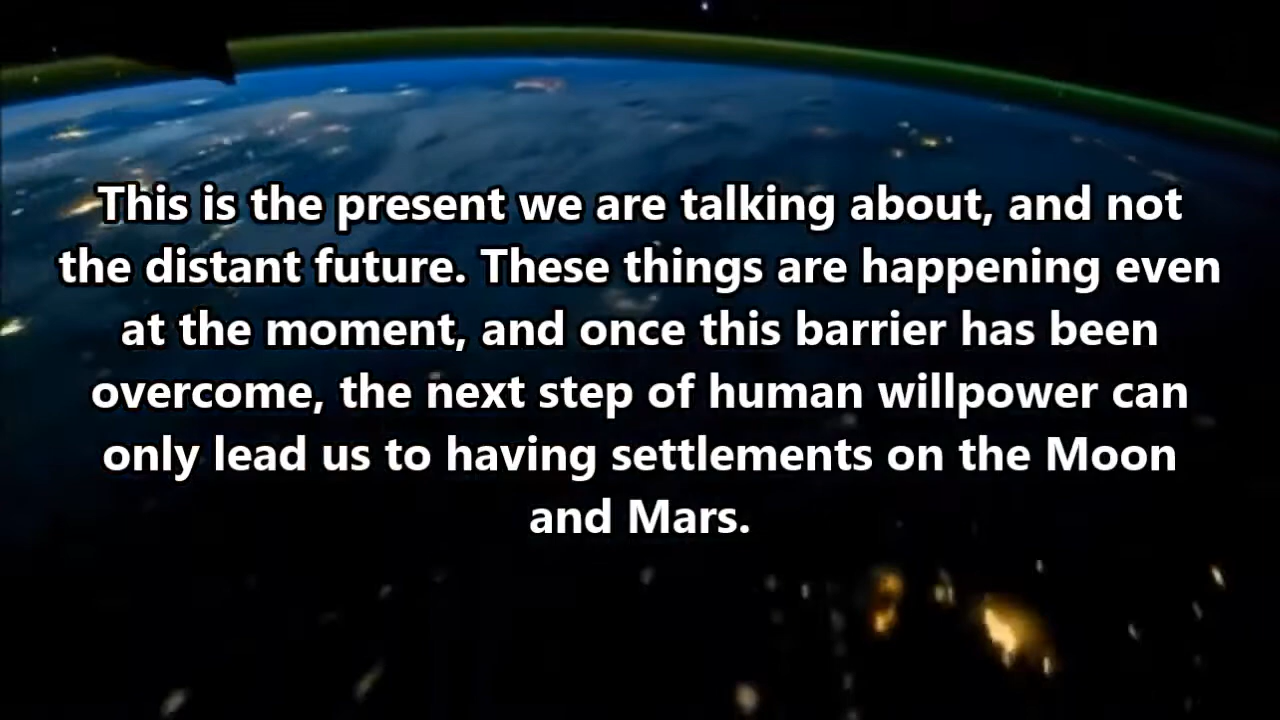 This is the present we are talking about, and not
the distant future. These things are happening even
at the moment, and once this barrier has been
overcome, the next step of human willpower can
only lead us to having settlements on the Moon
and Mars.